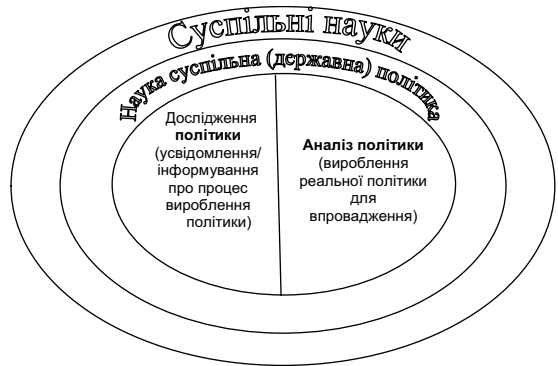 Суспільні науки
Наука суспільна (державна) політика
Дослідження
політики
(усвідомлення/
інформування
про процес
вироблення
політики)
Аналіз політики
(вироблення
реальної політики
для
впровадження)